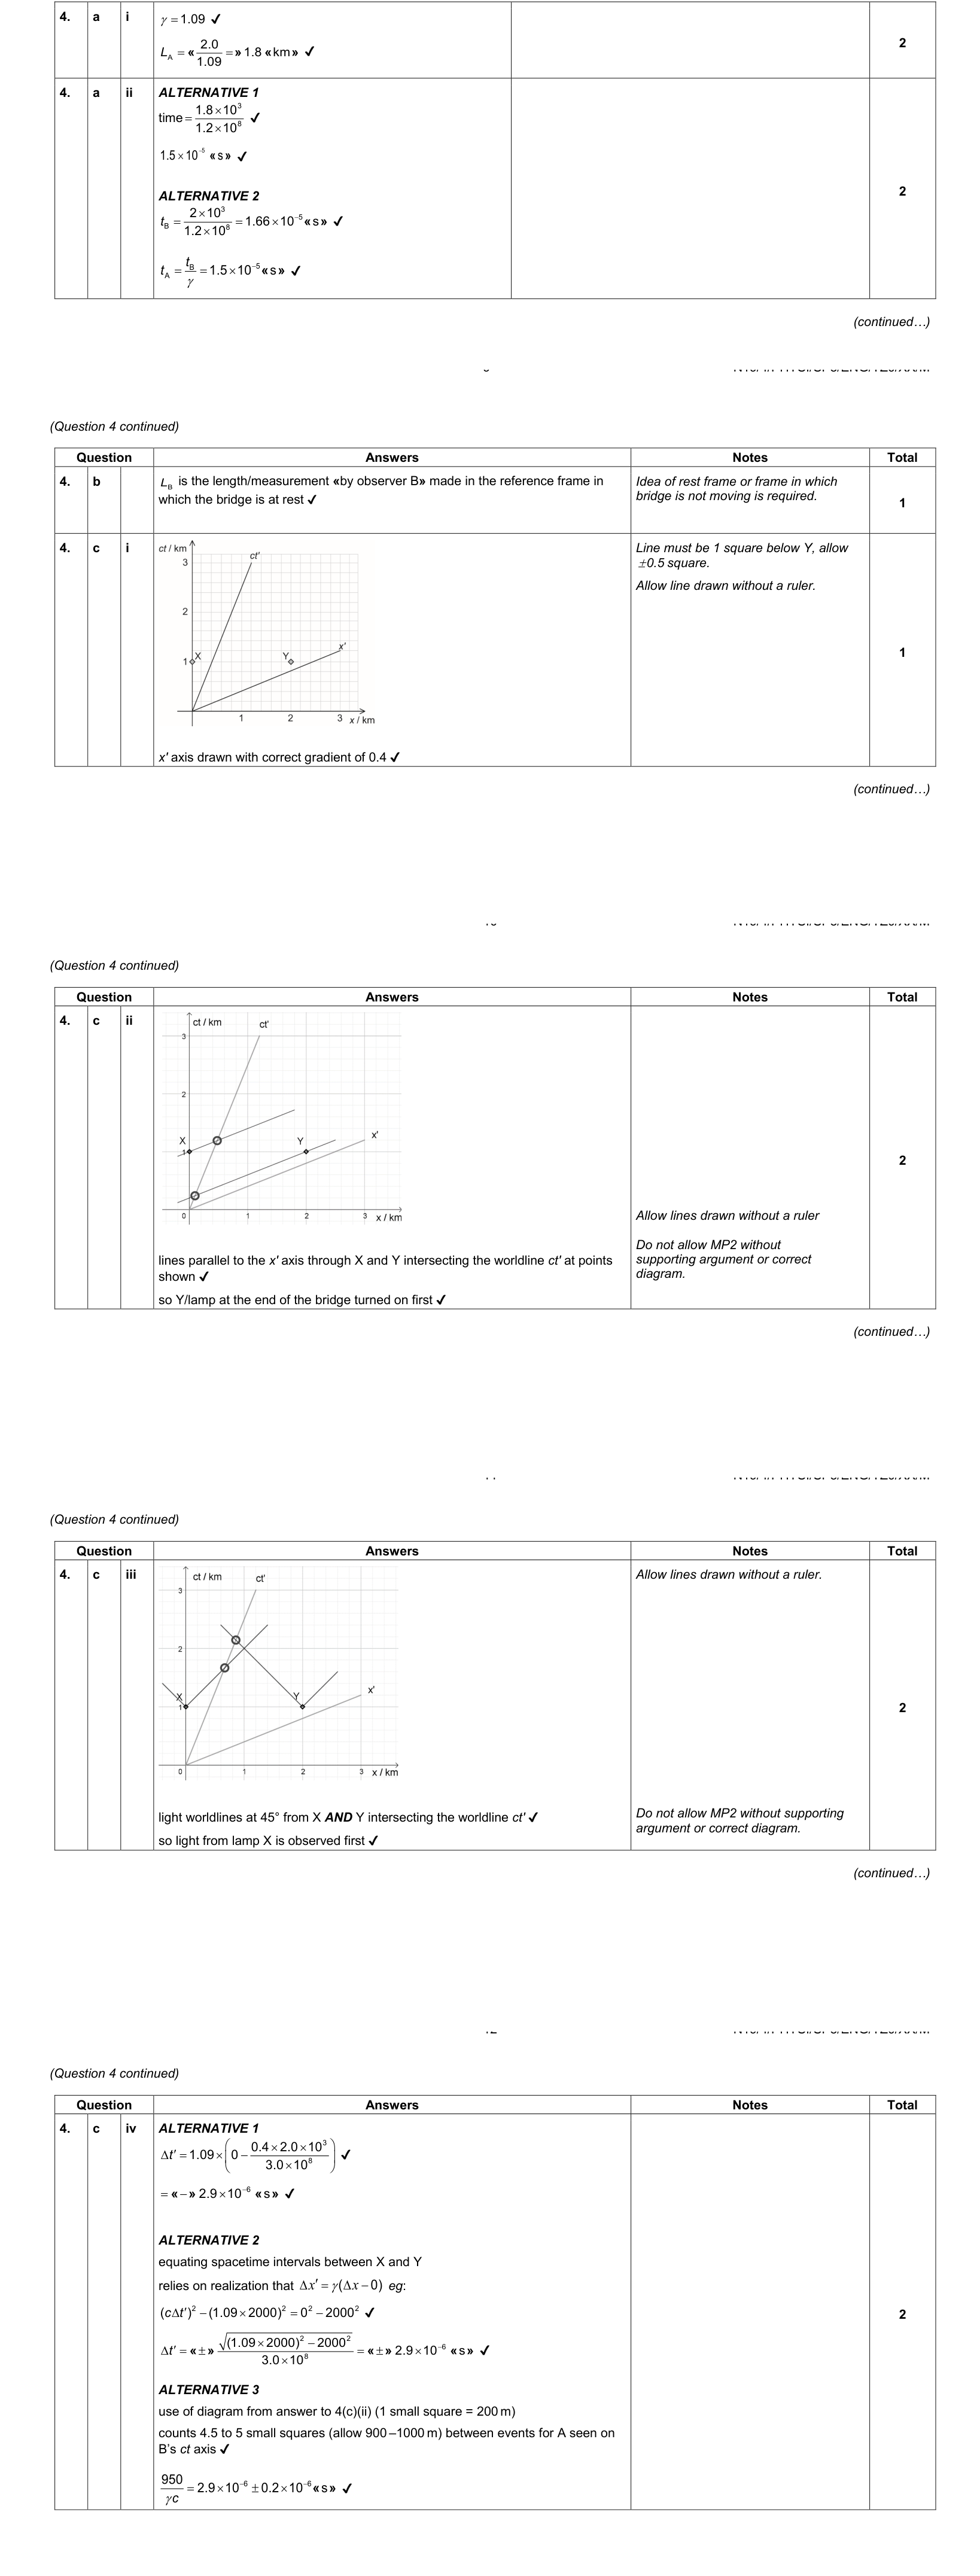 4. a i γ = 1.09 ✔
L_A = «2.0/1.09 =» 1.8 «km» ✔
2
4. a ii ALTERNATIVE 1
time = 1.8×10³/1.2×10⁸ ✔
1.5×10⁻⁵ «s» ✔
ALTERNATIVE 2
t_B = 2×10³/1.2×10⁸ = 1.66×10⁻⁵ «s» ✔
t_A = t_B/γ = 1.5×10⁻⁵ «s» ✔
2
(continued…)
(Question 4 continued)
Question Answers Notes Total
4. b L_B is the length/measurement «by observer B» made in the reference frame in
which the bridge is at rest ✔
Idea of rest frame or frame in which
bridge is not moving is required.
1
4. c i
ct / km
ct'
3
2
1 X
Y
x'
1 2 3 x / km
x' axis drawn with correct gradient of 0.4 ✔
Line must be 1 square below Y, allow
±0.5 square.
Allow line drawn without a ruler.
1
(continued…)
(Question 4 continued)
Question Answers Notes Total
4. c ii
ct / km ct'
3
2
X
Y
x'
1
0 1 2 3 x / km
lines parallel to the x' axis through X and Y intersecting the worldline ct' at points
shown ✔
so Y/lamp at the end of the bridge turned on first ✔
Allow lines drawn without a ruler
Do not allow MP2 without
supporting argument or correct
diagram.
2
(continued…)
(Question 4 continued)
Question Answers Notes Total
4. c iii
ct / km ct'
3
2
X
Y
x'
1
0 1 2 3 x / km
light worldlines at 45° from X AND Y intersecting the worldline ct' ✔
so light from lamp X is observed first ✔
Allow lines drawn without a ruler.
Do not allow MP2 without supporting
argument or correct diagram.
2
(continued…)
(Question 4 continued)
Question Answers Notes Total
4. c iv ALTERNATIVE 1
Δt' = 1.09×(0 − 0.4×2.0×10³/3.0×10⁸) ✔
= «−» 2.9×10⁻⁶ «s» ✔
ALTERNATIVE 2
equating spacetime intervals between X and Y
relies on realization that Δx' = γ(Δx − 0) eg:
(cΔt')² − (1.09×2000)² = 0² − 2000² ✔
Δt' = «±» √((1.09×2000)² − 2000²)/3.0×10⁸ = «±» 2.9×10⁻⁶ «s» ✔
ALTERNATIVE 3
use of diagram from answer to 4(c)(ii) (1 small square = 200 m)
counts 4.5 to 5 small squares (allow 900–1000 m) between events for A seen on
B's ct axis ✔
950/γc = 2.9×10⁻⁶ ± 0.2×10⁻⁶ «s» ✔
2